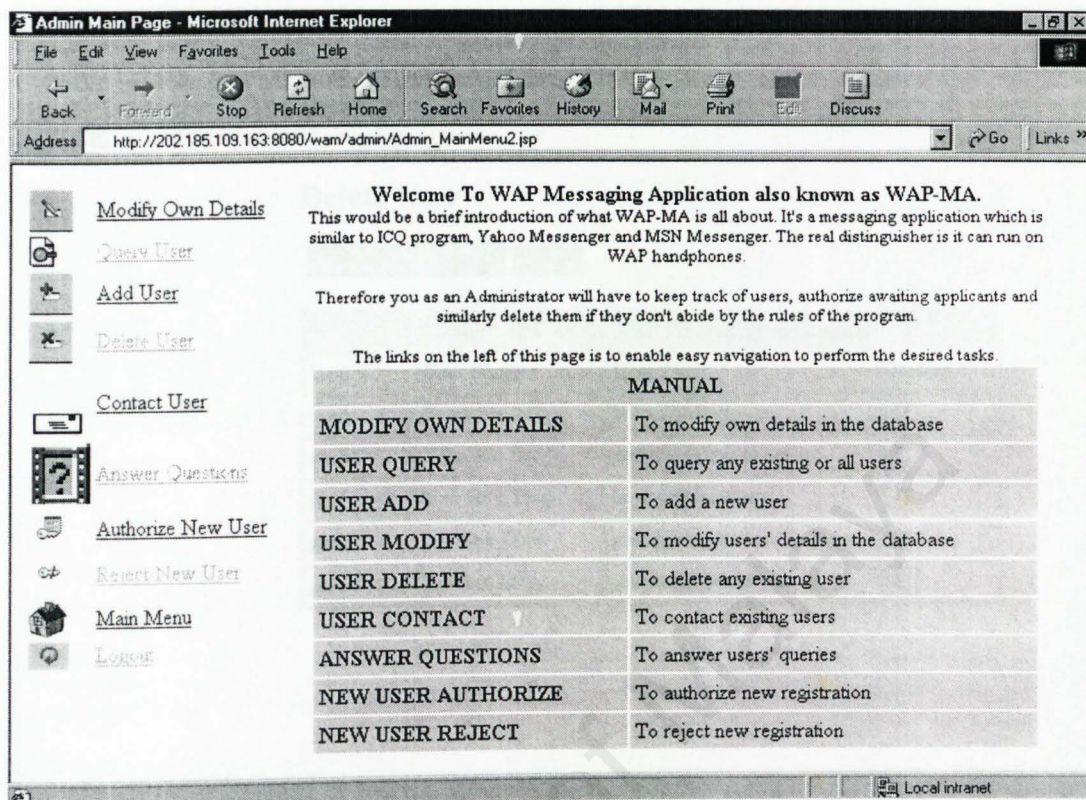 Admin Main Page - Microsoft Internet Explorer
File Edit View Favorites Tools Help
Back Forward Stop Refresh Home Search Favorites History Mail Print Edit Discuss
Address http://202.185.109.163:8080/wam/admin/Admin_MainMenu2.jsp Go Links »
Modify Own Details
Query User
Add User
Delete User
Contact User
Answer Questions
Authorize New User
Reject New User
Main Menu
Logout
Welcome To WAP Messaging Application also known as WAP-MA.
This would be a brief introduction of what WAP-MA is all about. It's a messaging application which is
similar to ICQ program, Yahoo Messenger and MSN Messenger. The real distinguisher is it can run on
WAP handphones.
Therefore you as an Administrator will have to keep track of users, authorize awaiting applicants and
similarly delete them if they don't abide by the rules of the program.
The links on the left of this page is to enable easy navigation to perform the desired tasks.
MANUAL
MODIFY OWN DETAILS To modify own details in the database
USER QUERY To query any existing or all users
USER ADD To add a new user
USER MODIFY To modify users' details in the database
USER DELETE To delete any existing user
USER CONTACT To contact existing users
ANSWER QUESTIONS To answer users' queries
NEW USER AUTHORIZE To authorize new registration
NEW USER REJECT To reject new registration
Local intranet